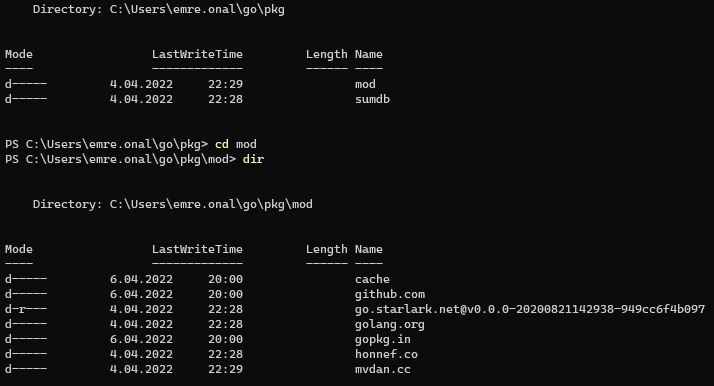 Directory: C:\Users\emre.onal\go\pkg
Mode LastWriteTime Length Name
---- ------------- ------ ----
d----- 4.04.2022 22:29 mod
d----- 4.04.2022 22:28 sumdb
PS C:\Users\emre.onal\go\pkg> cd mod
PS C:\Users\emre.onal\go\pkg\mod> dir
Directory: C:\Users\emre.onal\go\pkg\mod
Mode LastWriteTime Length Name
---- ------------- ------ ----
d----- 6.04.2022 20:00 cache
d----- 6.04.2022 20:00 github.com
d-r--- 4.04.2022 22:28 go.starlark.net@v0.0.0-20200821142938-949cc6f4b097
d----- 4.04.2022 22:28 golang.org
d----- 6.04.2022 20:00 gopkg.in
d----- 4.04.2022 22:28 honnef.co
d----- 4.04.2022 22:29 mvdan.cc